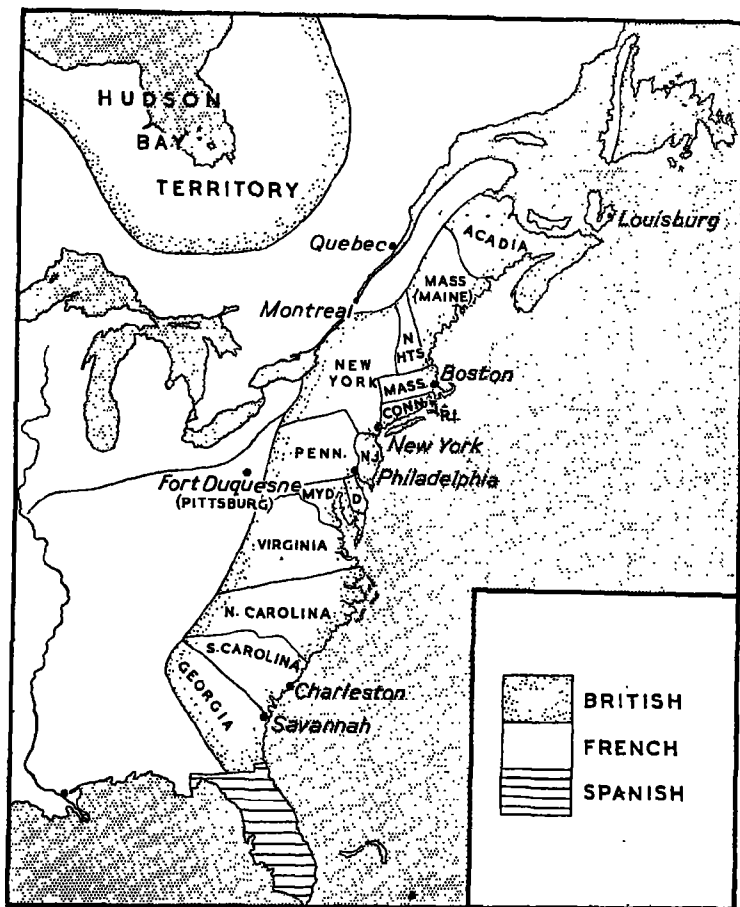 HUDSON
BAY
TERRITORY
Quebec
ACADIA
Louisburg
MASS
(MAINE)
Montreal
N
HTS
NEW
YORK
MASS.
Boston
CONN.
R.I.
New York
PENN.
N.J.
Philadelphia
Fort Duquesne
(PITTSBURG)
MYD
D
VIRGINIA
N. CAROLINA
S. CAROLINA
GEORGIA
Charleston
Savannah
BRITISH
FRENCH
SPANISH